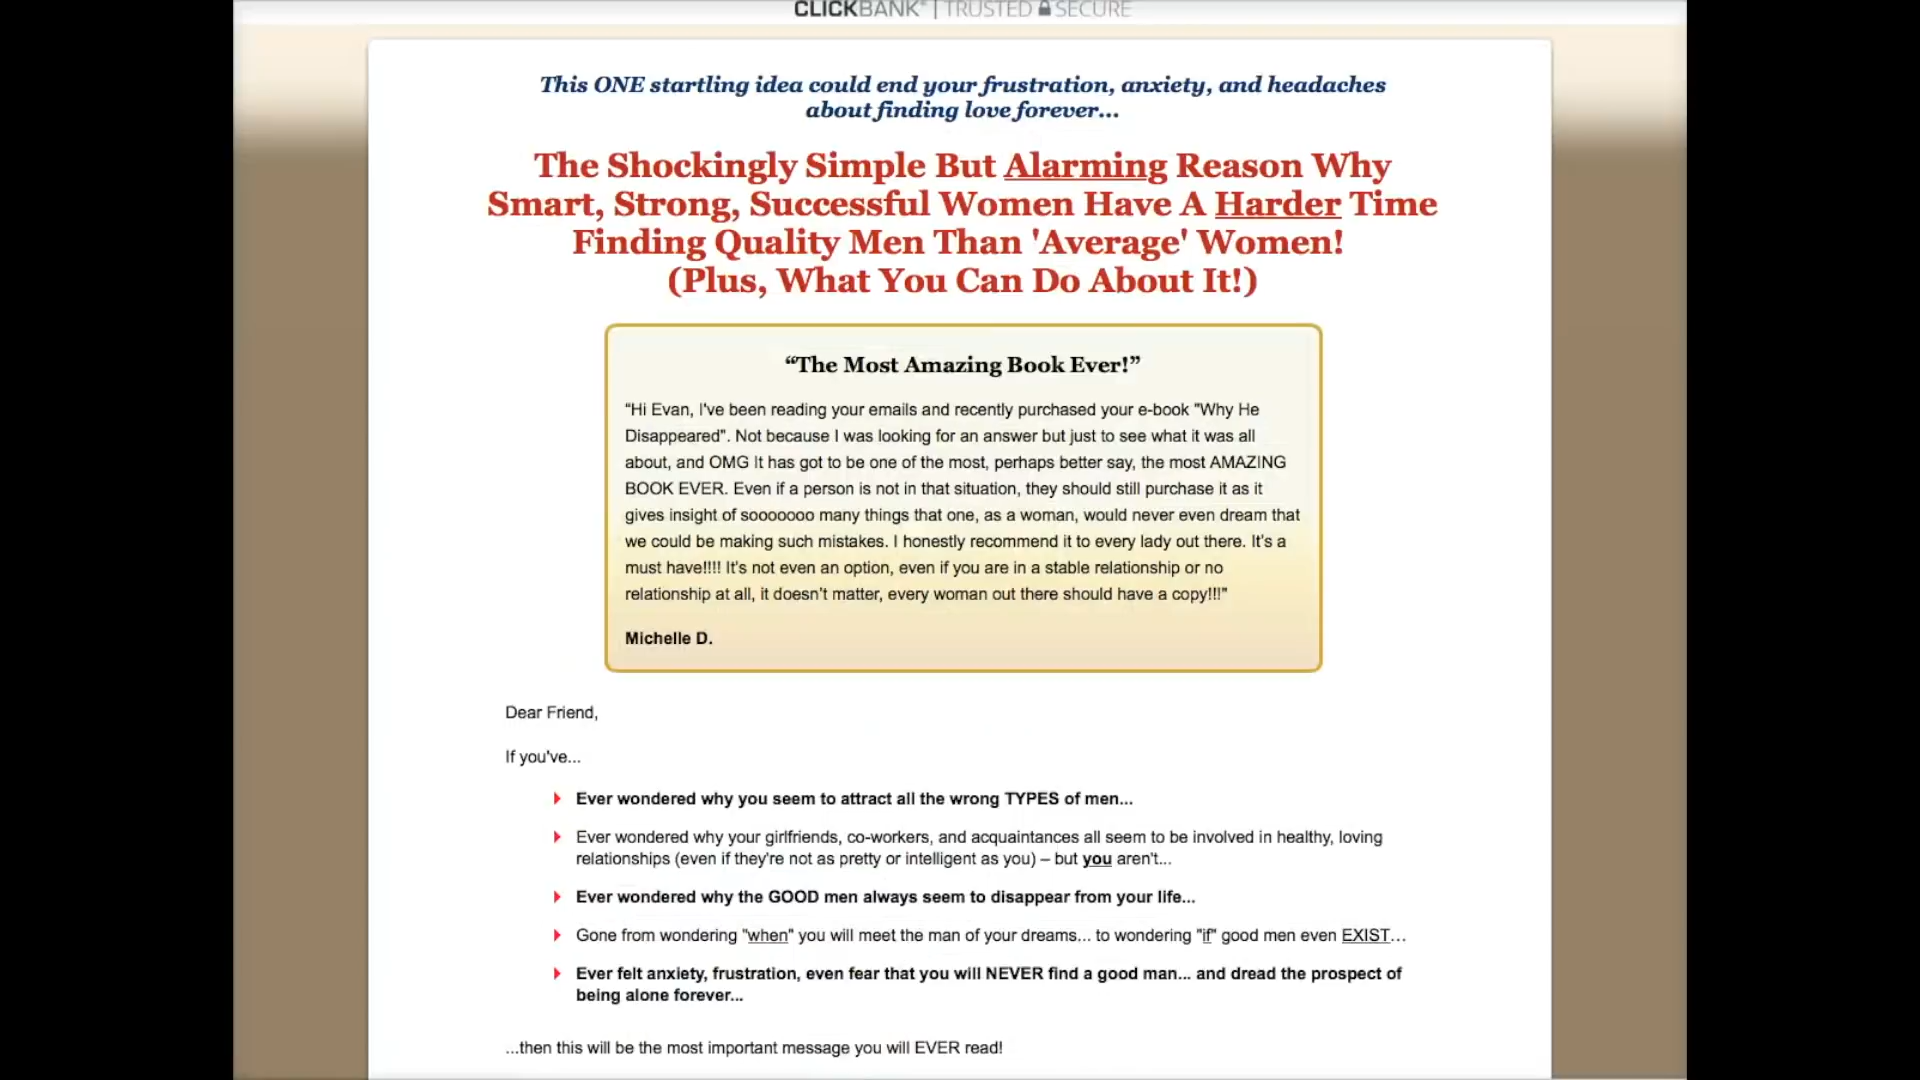 CLICKBANK® | TRUSTED SECURE
This ONE startling idea could end your frustration, anxiety, and headaches
about finding love forever...
The Shockingly Simple But Alarming Reason Why
Smart, Strong, Successful Women Have A Harder Time
Finding Quality Men Than 'Average' Women!
(Plus, What You Can Do About It!)
“The Most Amazing Book Ever!”
"Hi Evan, I've been reading your emails and recently purchased your e-book "Why He
Disappeared". Not because I was looking for an answer but just to see what it was all
about, and OMG It has got to be one of the most, perhaps better say, the most AMAZING
BOOK EVER. Even if a person is not in that situation, they should still purchase it as it
gives insight of sooooooo many things that one, as a woman, would never even dream that
we could be making such mistakes. I honestly recommend it to every lady out there. It's a
must have!!!! It's not even an option, even if you are in a stable relationship or no
relationship at all, it doesn't matter, every woman out there should have a copy!!!"
Michelle D.
Dear Friend,
If you've...
Ever wondered why you seem to attract all the wrong TYPES of men...
Ever wondered why your girlfriends, co-workers, and acquaintances all seem to be involved in healthy, loving
relationships (even if they're not as pretty or intelligent as you) – but you aren't...
Ever wondered why the GOOD men always seem to disappear from your life...
Gone from wondering "when" you will meet the man of your dreams... to wondering "if" good men even EXIST...
Ever felt anxiety, frustration, even fear that you will NEVER find a good man... and dread the prospect of
being alone forever...
...then this will be the most important message you will EVER read!